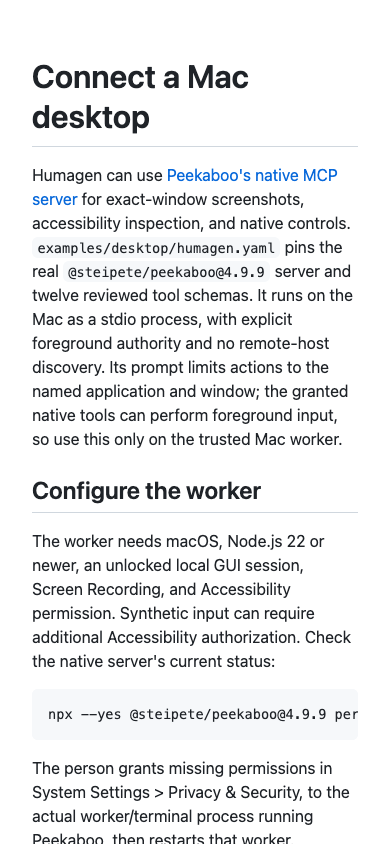 Connect a Mac
desktop
Humagen can use Peekaboo's native MCP
server for exact-window screenshots,
accessibility inspection, and native controls.
examples/desktop/humagen.yaml pins the
real @steipete/peekaboo@4.9.9 server and
twelve reviewed tool schemas. It runs on the
Mac as a stdio process, with explicit
foreground authority and no remote-host
discovery. Its prompt limits actions to the
named application and window; the granted
native tools can perform foreground input,
so use this only on the trusted Mac worker.
Configure the worker
The worker needs macOS, Node.js 22 or
newer, an unlocked local GUI session,
Screen Recording, and Accessibility
permission. Synthetic input can require
additional Accessibility authorization. Check
the native server's current status:
npx --yes @steipete/peekaboo@4.9.9 per
The person grants missing permissions in
System Settings > Privacy & Security, to the
actual worker/terminal process running
Peekaboo, then restarts that worker